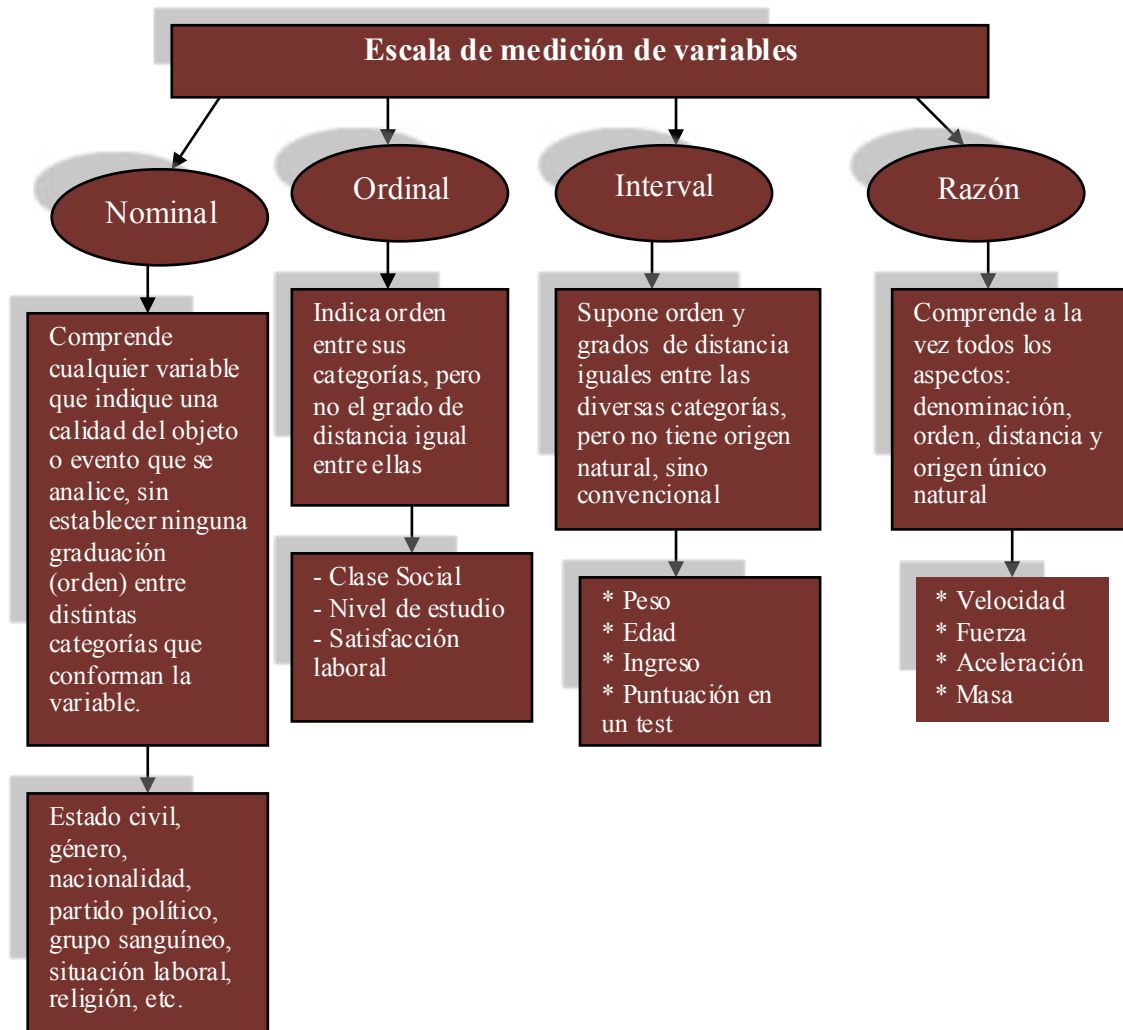 Escala de medición de variables
Nominal
Comprende
cualquier variable
que indique una
calidad del objeto
o evento que se
analice, sin
establecer ninguna
graduación
(orden) entre
distintas
categorías que
conforman la
variable.
Estado civil,
género,
nacionalidad,
partido político,
grupo sanguíneo,
situación laboral,
religión, etc.
Ordinal
Indica orden
entre sus
categorías, pero
no el grado de
distancia igual
entre ellas
- Clase Social
- Nivel de estudio
- Satisfacción
laboral
Interval
Supone orden y
grados de distancia
iguales entre las
diversas categorías,
pero no tiene origen
natural, sino
convencional
* Peso
* Edad
* Ingreso
* Puntuación en
un test
Razón
Comprende a la
vez todos los
aspectos:
denominación,
orden, distancia y
origen único
natural
* Velocidad
* Fuerza
* Aceleración
* Masa